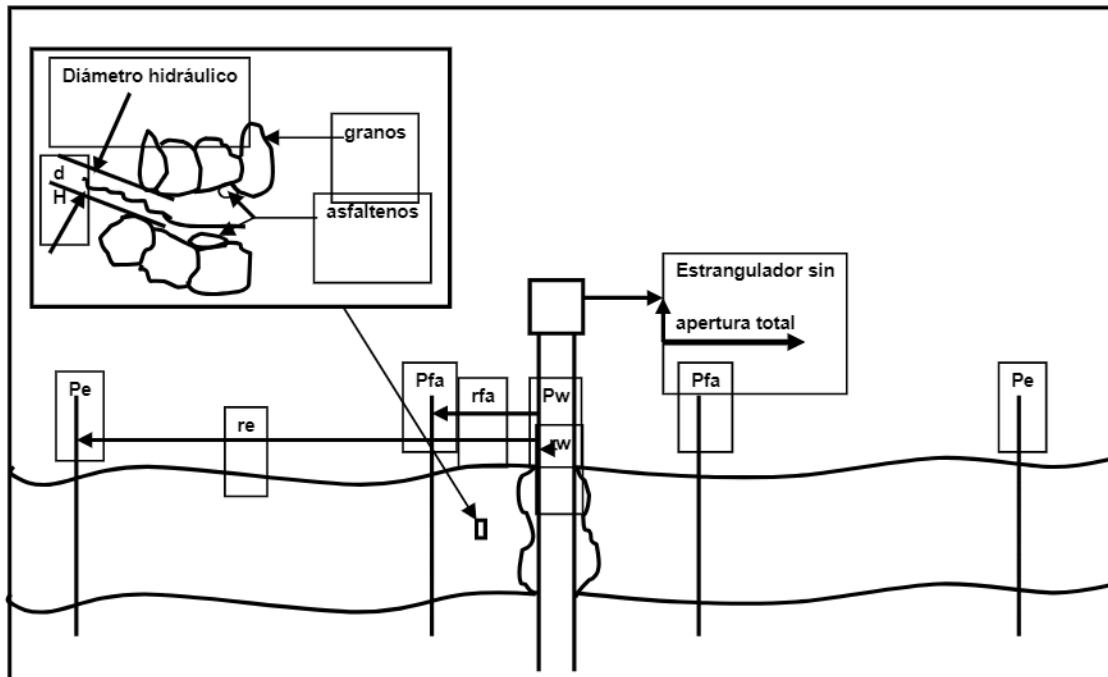 Diámetro hidráulico
granos
d
H
asfaltenos
Estrangulador sin
apertura total
Pe
re
Pfa
rfa
Pw
rw
Pfa
Pe